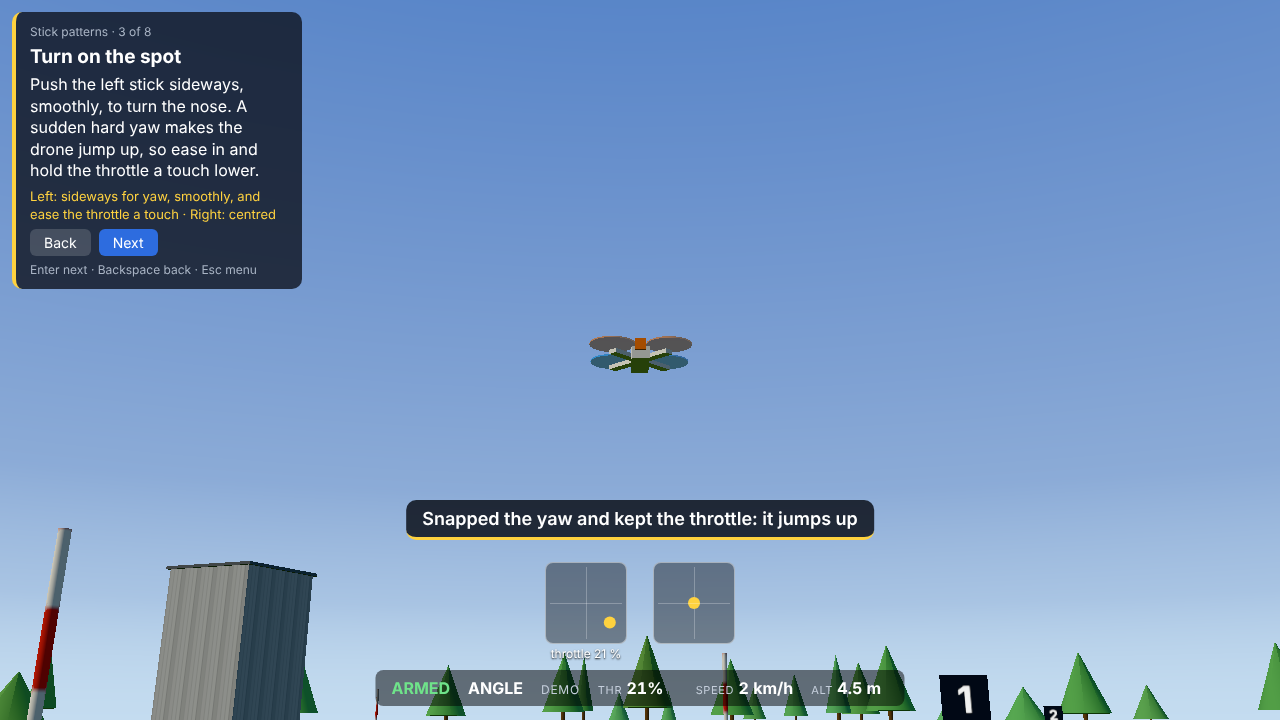 Stick patterns · 3 of 8
Turn on the spot
Push the left stick sideways,
smoothly, to turn the nose. A
sudden hard yaw makes the
drone jump up, so ease in and
hold the throttle a touch lower.
Left: sideways for yaw, smoothly, and
ease the throttle a touch · Right: centred
Back Next
Enter next · Backspace back · Esc menu
Snapped the yaw and kept the throttle: it jumps up
throttle 21 %
ARMED ANGLE DEMO THR 21% SPEED 2 km/h ALT 4.5 m
1
2